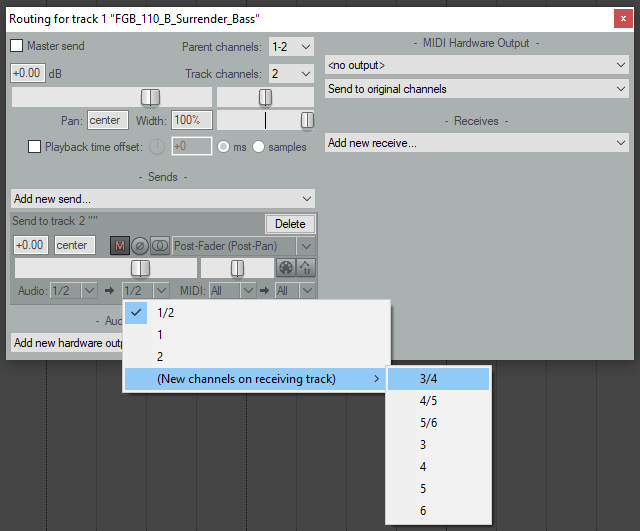 Routing for track 1 "FGB_110_B_Surrender_Bass"
x
Master send
Parent channels: 1-2
+0.00 dB
Track channels: 2
Pan: center Width: 100%
Playback time offset: +0 ms samples
- Sends -
Add new send...
Send to track 2 ""
Delete
+0.00 center M Post-Fader (Post-Pan)
tr
Audio: 1/2 → 1/2 MIDI: All → All
- Au
Add new hardware outp
- MIDI Hardware Output -
<no output>
Send to original channels
- Receives -
Add new receive...
1/2
1
2
(New channels on receiving track)
3/4
4/5
5/6
3
4
5
6